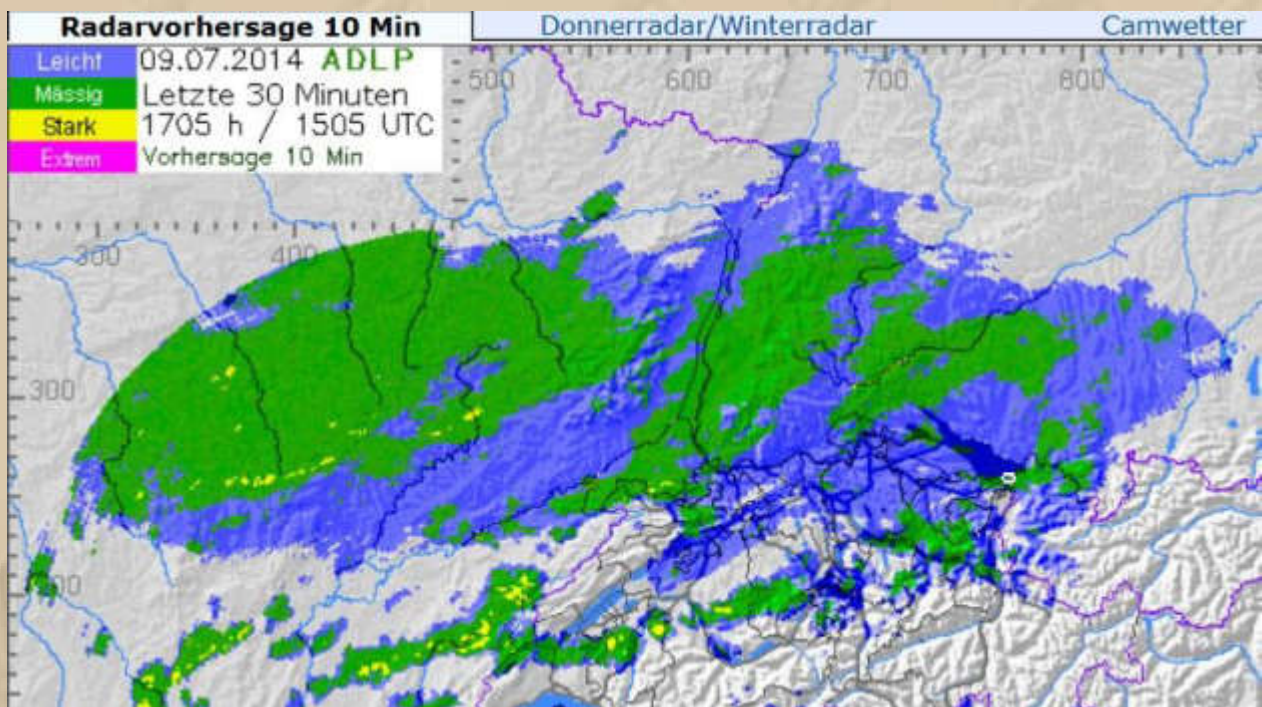 Radarvorhersage 10 Min
Donnerradar/Winterradar
Camwetter
Leicht 09.07.2014 ADLP
Mässig Letzte 30 Minuten
Stark 1705 h / 1505 UTC
Extrem Vorhersage 10 Min
500 600 700 800
300 400
300